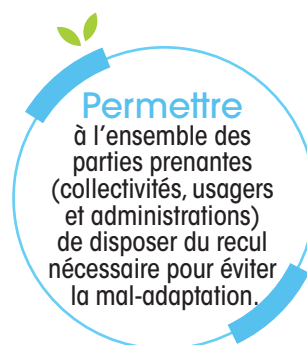 Permettre
à l'ensemble des
parties prenantes
(collectivités, usagers
et administrations)
de disposer du recul
nécessaire pour éviter
la mal-adaptation.